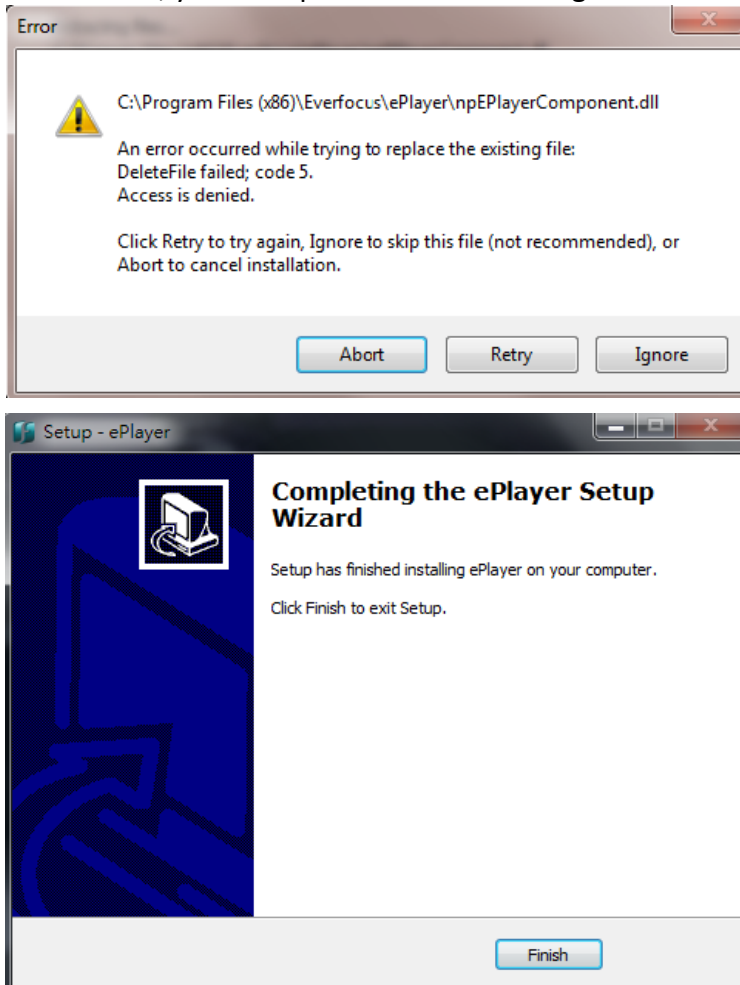 Error
C:\Program Files (x86)\Everfocus\ePlayer\npEPlayerComponent.dll
An error occurred while trying to replace the existing file:
DeleteFile failed; code 5.
Access is denied.
Click Retry to try again, Ignore to skip this file (not recommended), or
Abort to cancel installation.
Abort
Retry
Ignore
Setup - ePlayer
Completing the ePlayer Setup
Wizard
Setup has finished installing ePlayer on your computer.
Click Finish to exit Setup.
Finish